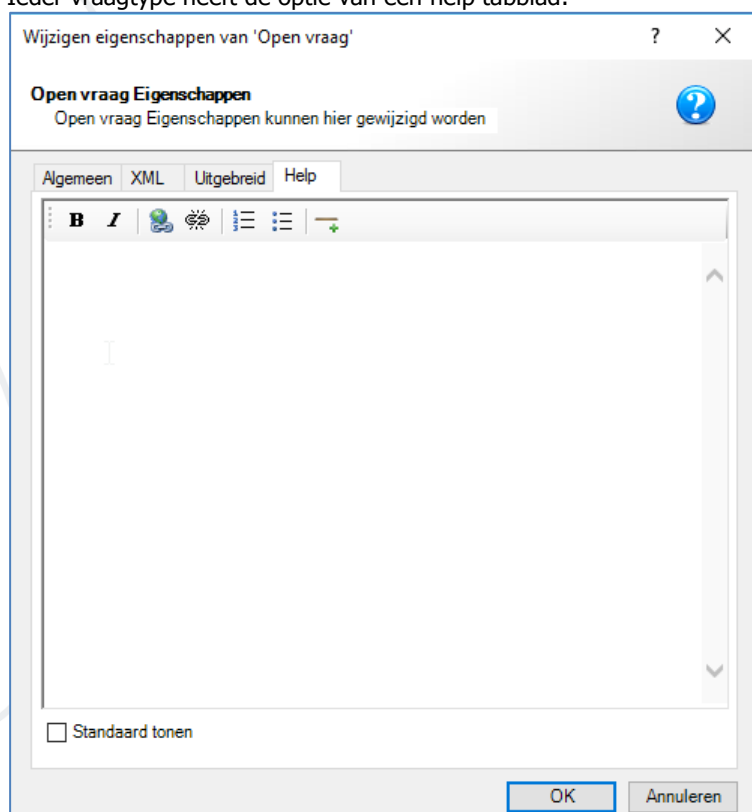 Ieder vraagtype heeft de optie van een help tabblad.
Wijzigen eigenschappen van 'Open vraag' ?
Open vraag Eigenschappen
Open vraag Eigenschappen kunnen hier gewijzigd worden
Algemeen XML Uitgebreid Help
B I
Standaard tonen
OK Annuleren